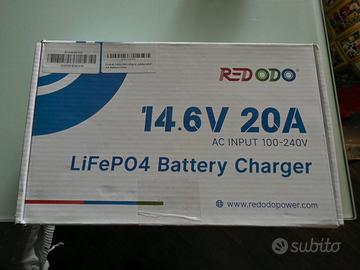 REDODO
14.6V 20A
AC INPUT 100-240V
LiFePO4 Battery Charger
www.redodopower.com
subito